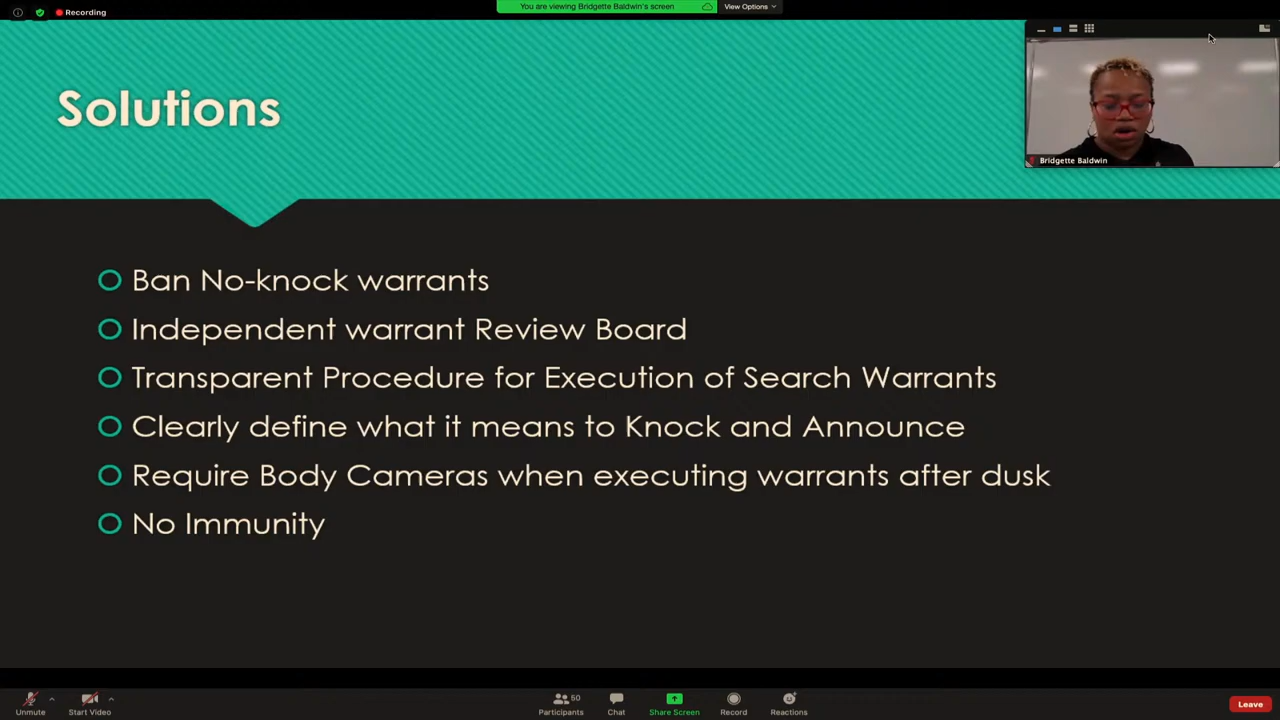 Recording
You are viewing Bridgette Baldwin's screen
View Options
Solutions
Bridgette Baldwin
Ban No-knock warrants
Independent warrant Review Board
Transparent Procedure for Execution of Search Warrants
Clearly define what it means to Knock and Announce
Require Body Cameras when executing warrants after dusk
No Immunity
Unmute
Start Video
50
Participants
Chat
Share Screen
Record
Reactions
Leave